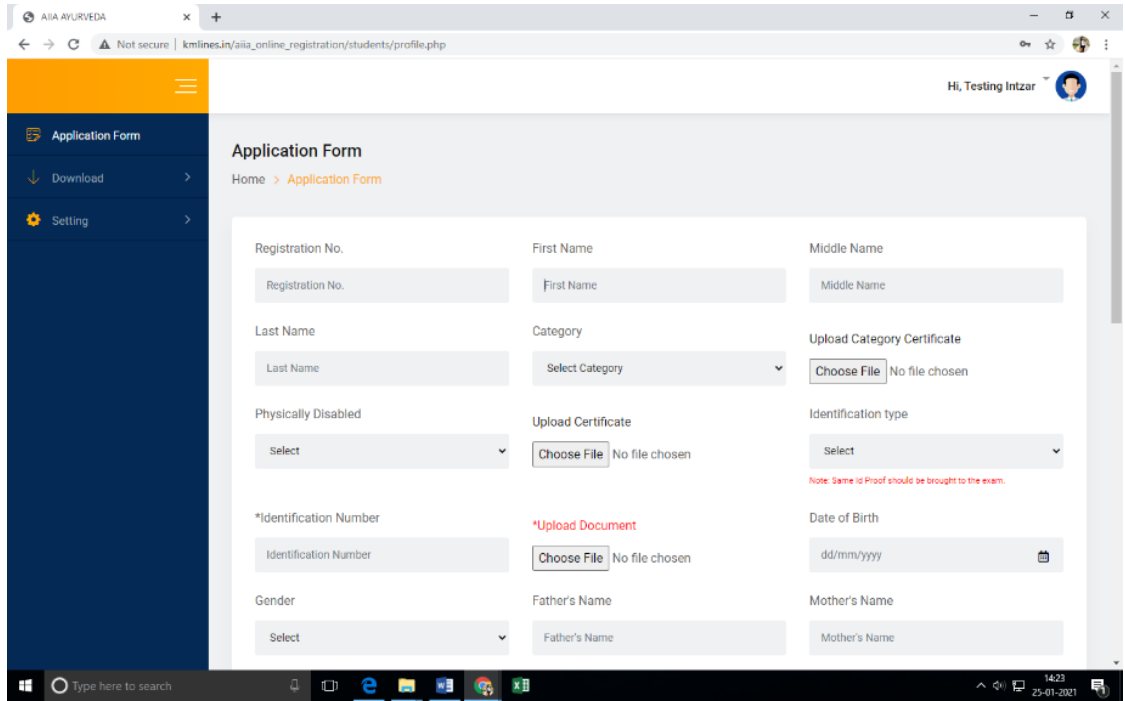 AIIA AYURVEDA
Not secure | kmlines.in/aiia_online_registration/students/profile.php
Hi, Testing Intzar
Application Form
Download
Setting
Application Form
Home > Application Form
Registration No. First Name Middle Name
Registration No. First Name Middle Name
Last Name Category Upload Category Certificate
Last Name Select Category Choose File No file chosen
Physically Disabled Upload Certificate Identification type
Select Choose File No file chosen Select
Note: Same Id Proof should be brought to the exam.
*Identification Number *Upload Document Date of Birth
Identification Number Choose File No file chosen dd/mm/yyyy
Gender Father's Name Mother's Name
Select Father's Name Mother's Name
Type here to search
14:23
25-01-2021
1